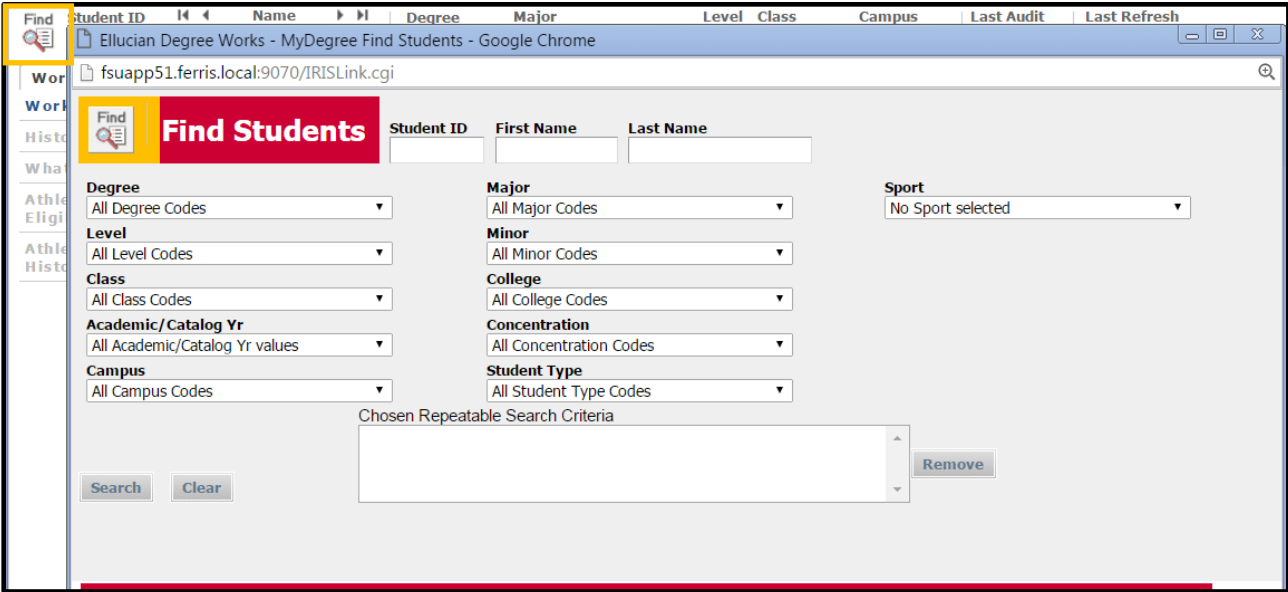 Find Student ID Name Degree Major Level Class Campus Last Audit Last Refresh
Ellucian Degree Works - MyDegree Find Students - Google Chrome
fsuapp51.ferris.local:9070/IRISLink.cgi
Wor
Work
Histo
What
Athle
Eligi
Athle
Histo
Find
Find Students
Student ID First Name Last Name
Degree Major Sport
All Degree Codes All Major Codes No Sport selected
Level Minor
All Level Codes All Minor Codes
Class College
All Class Codes All College Codes
Academic/Catalog Yr Concentration
All Academic/Catalog Yr values All Concentration Codes
Campus Student Type
All Campus Codes All Student Type Codes
Chosen Repeatable Search Criteria
Remove
Search Clear